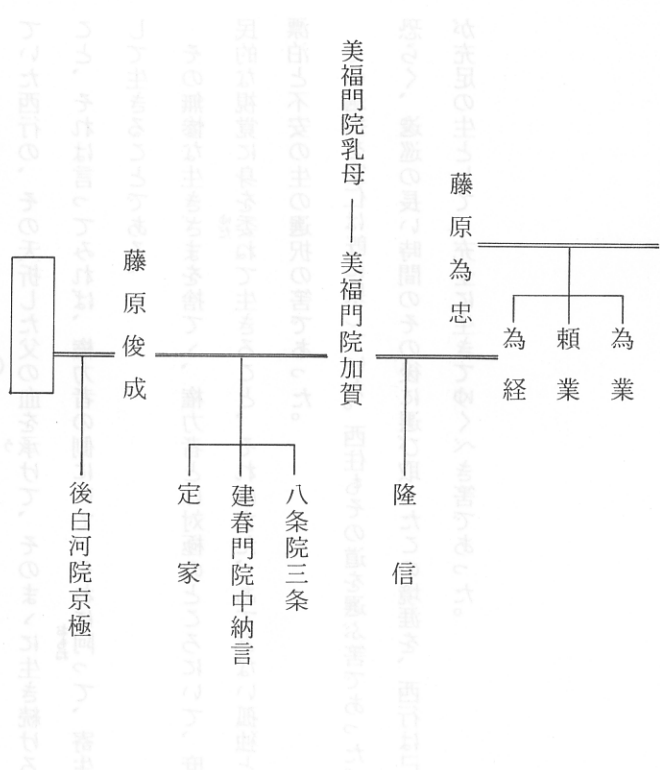 藤原為忠
為業
頼業
為経
美福門院乳母
美福門院加賀
隆信
藤原俊成
八条院三条
建春門院中納言
定家
後白河院京極